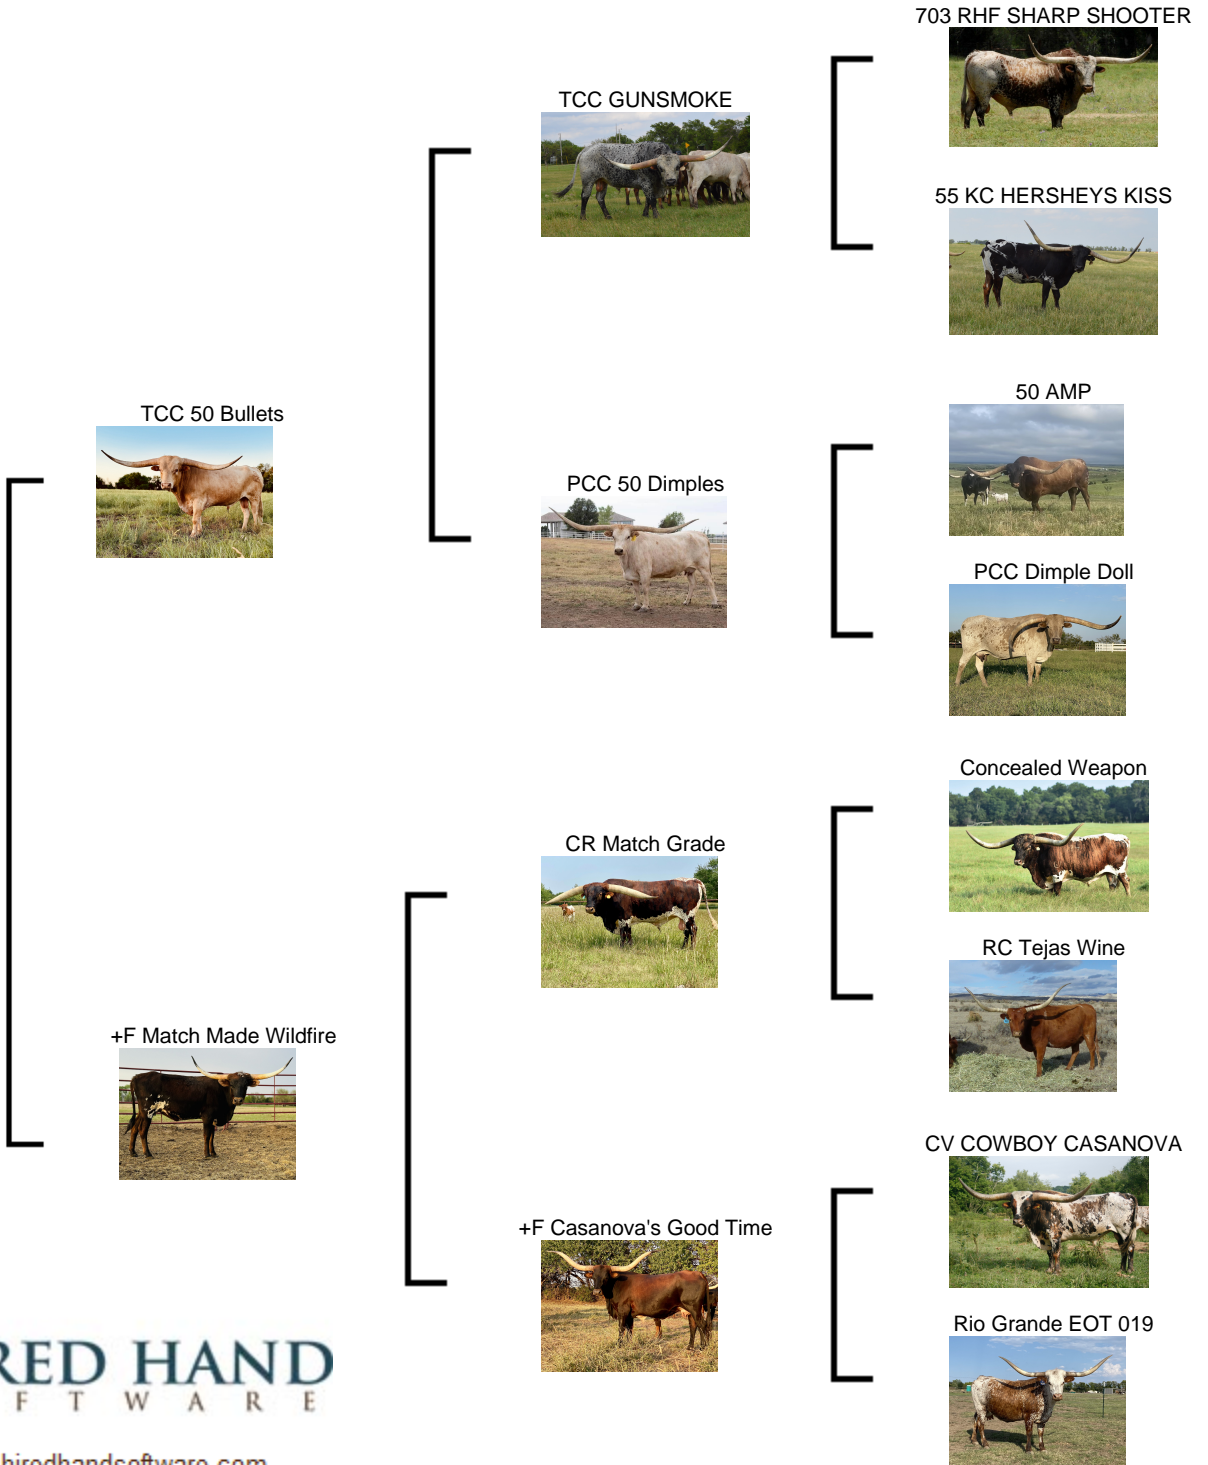 703 RHF SHARP SHOOTER
TCC GUNSMOKE
55 KC HERSHEYS KISS
50 AMP
TCC 50 Bullets
PCC 50 Dimples
PCC Dimple Doll
Concealed Weapon
CR Match Grade
RC Tejas Wine
+F Match Made Wildfire
CV COWBOY CASANOVA
+F Casanova's Good Time
Rio Grande EOT 019
RED HAND
F T W A R E
hiredhandsoftware.com